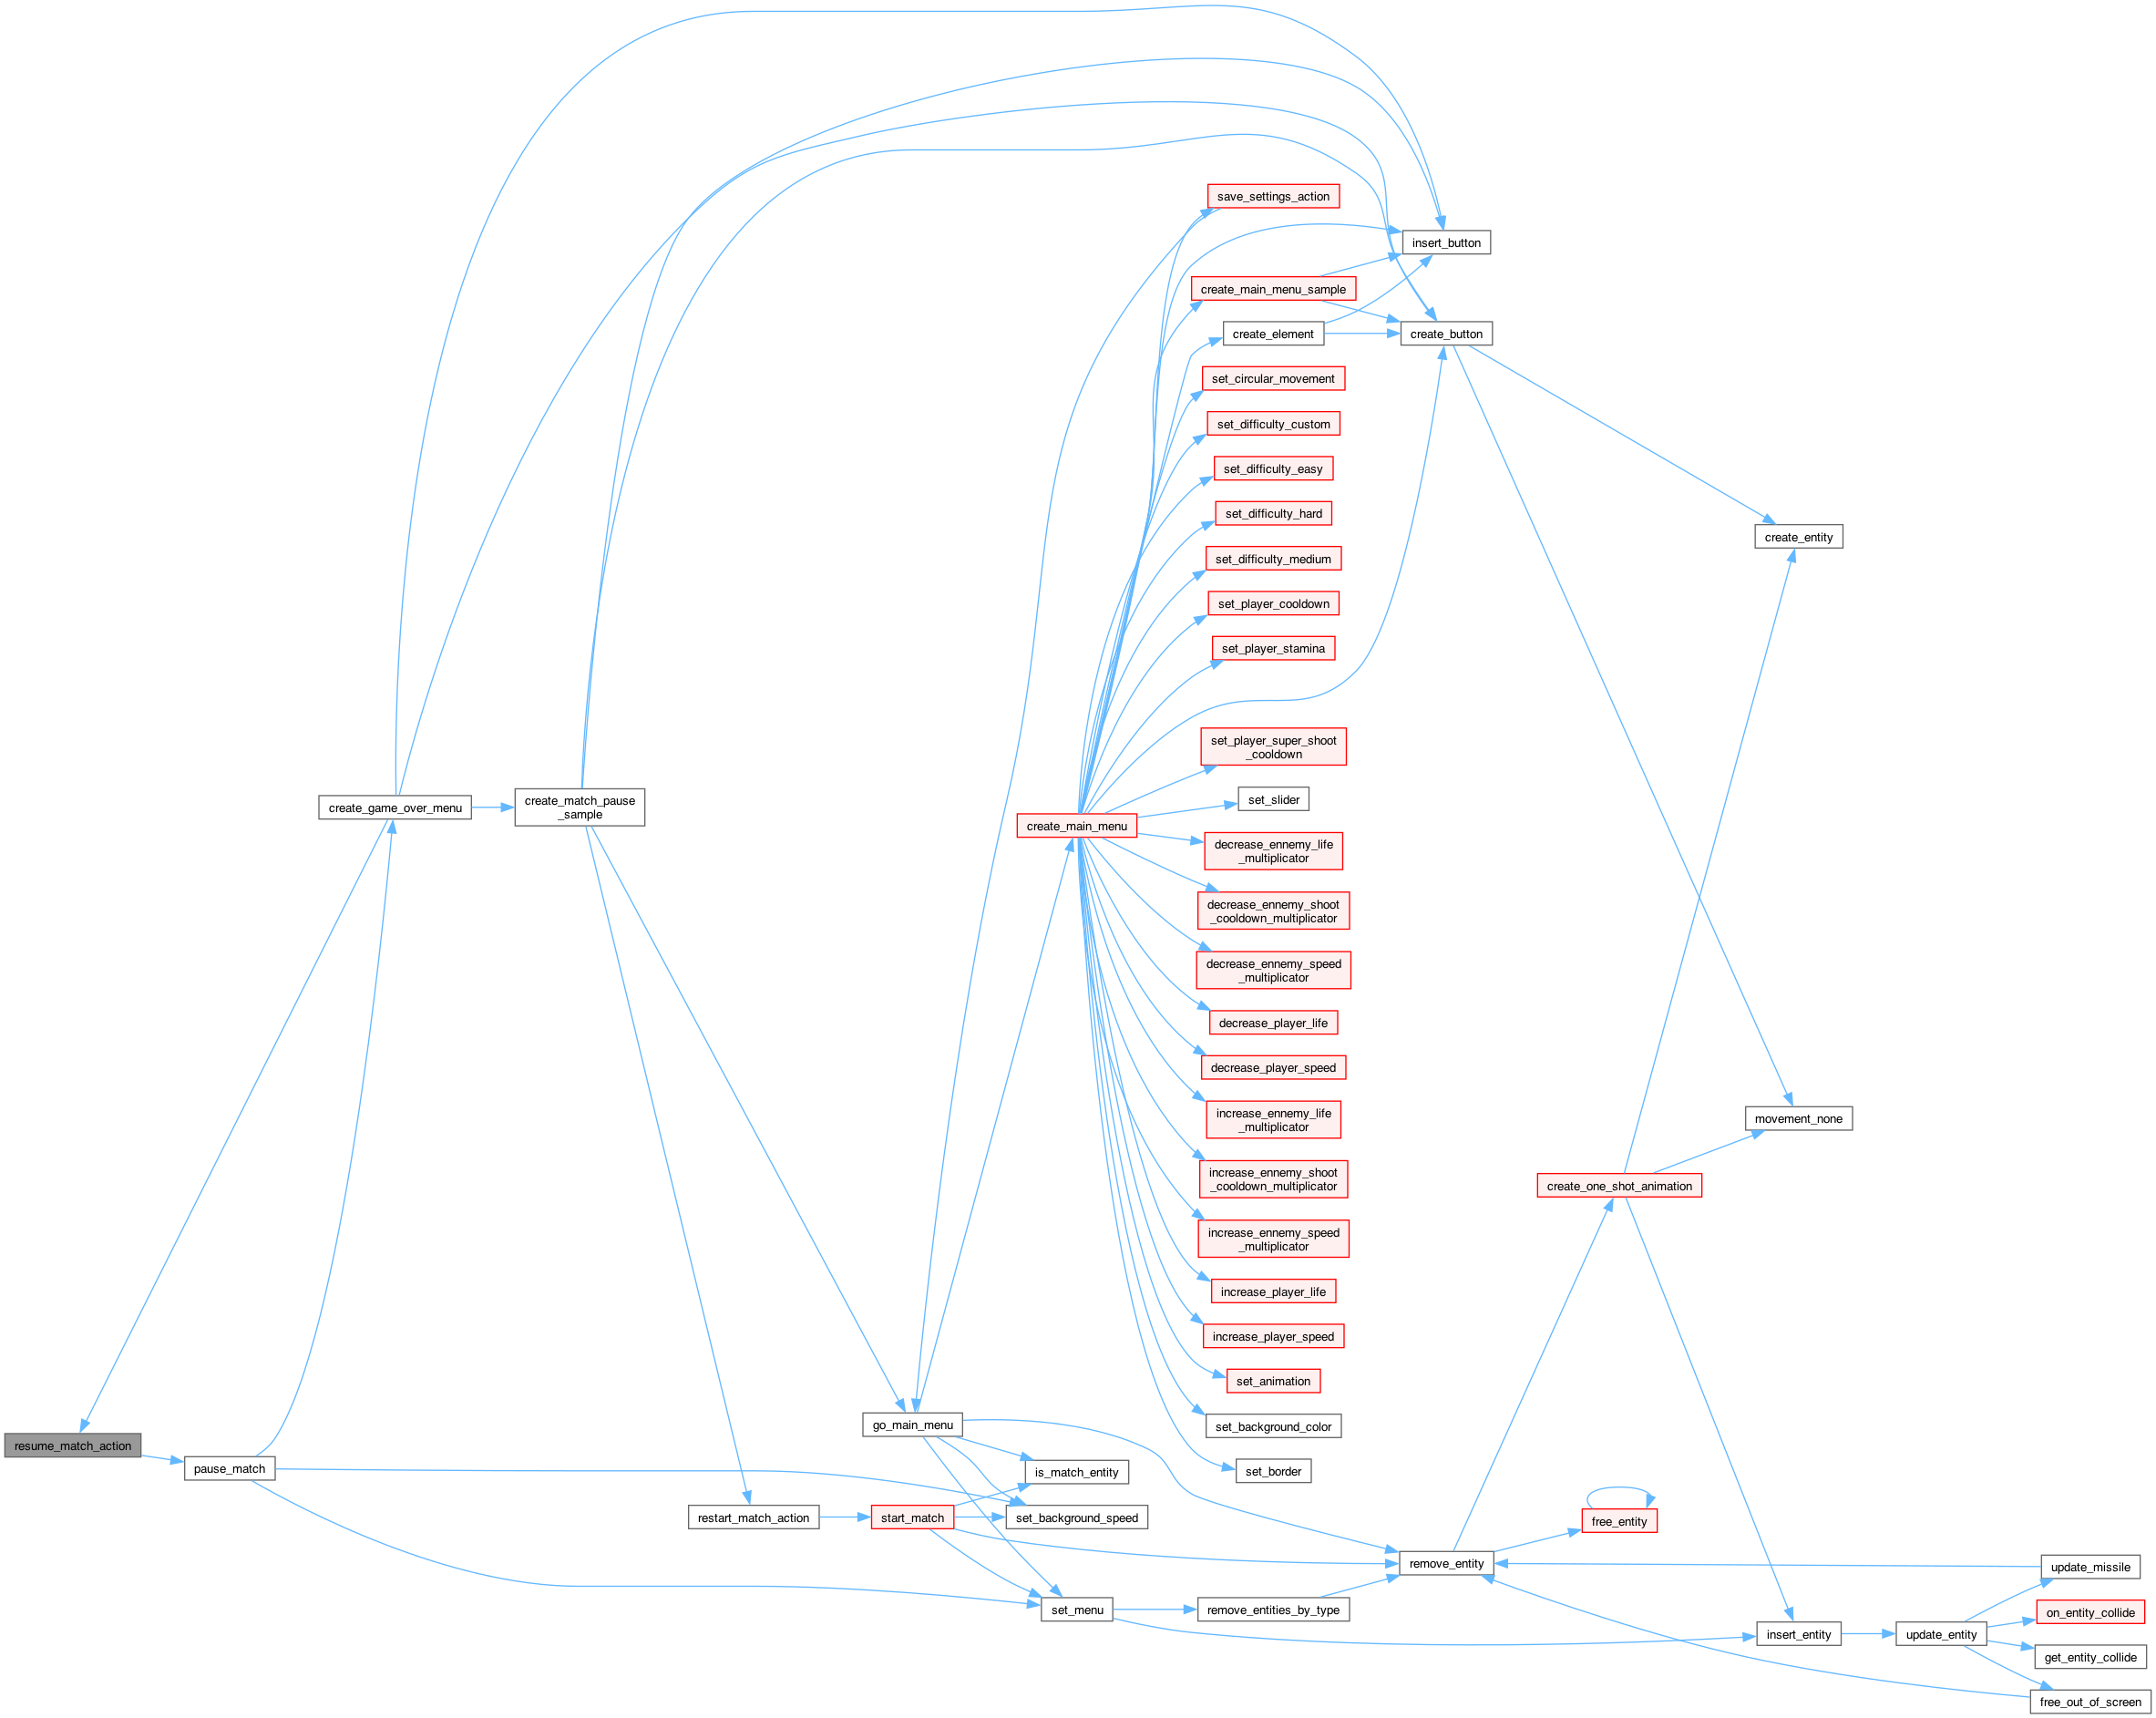 save_settings_action
insert_button
create_main_menu_sample
create_element
create_button
set_circular_movement
set_difficulty_custom
set_difficulty_easy
set_difficulty_hard
create_entity
set_difficulty_medium
set_player_cooldown
set_player_stamina
set_player_super_shoot
_cooldown
set_slider
create_game_over_menu
create_match_pause
_sample
create_main_menu
decrease_ennemy_life
_multiplicator
decrease_ennemy_shoot
_cooldown_multiplicator
decrease_ennemy_speed
_multiplicator
decrease_player_life
decrease_player_speed
increase_ennemy_life
_multiplicator
movement_none
increase_ennemy_shoot
_cooldown_multiplicator
create_one_shot_animation
increase_ennemy_speed
_multiplicator
increase_player_life
increase_player_speed
set_animation
go_main_menu
set_background_color
resume_match_action
pause_match
is_match_entity
set_border
restart_match_action
start_match
set_background_speed
free_entity
remove_entity
update_missile
set_menu
remove_entities_by_type
on_entity_collide
insert_entity
update_entity
get_entity_collide
free_out_of_screen